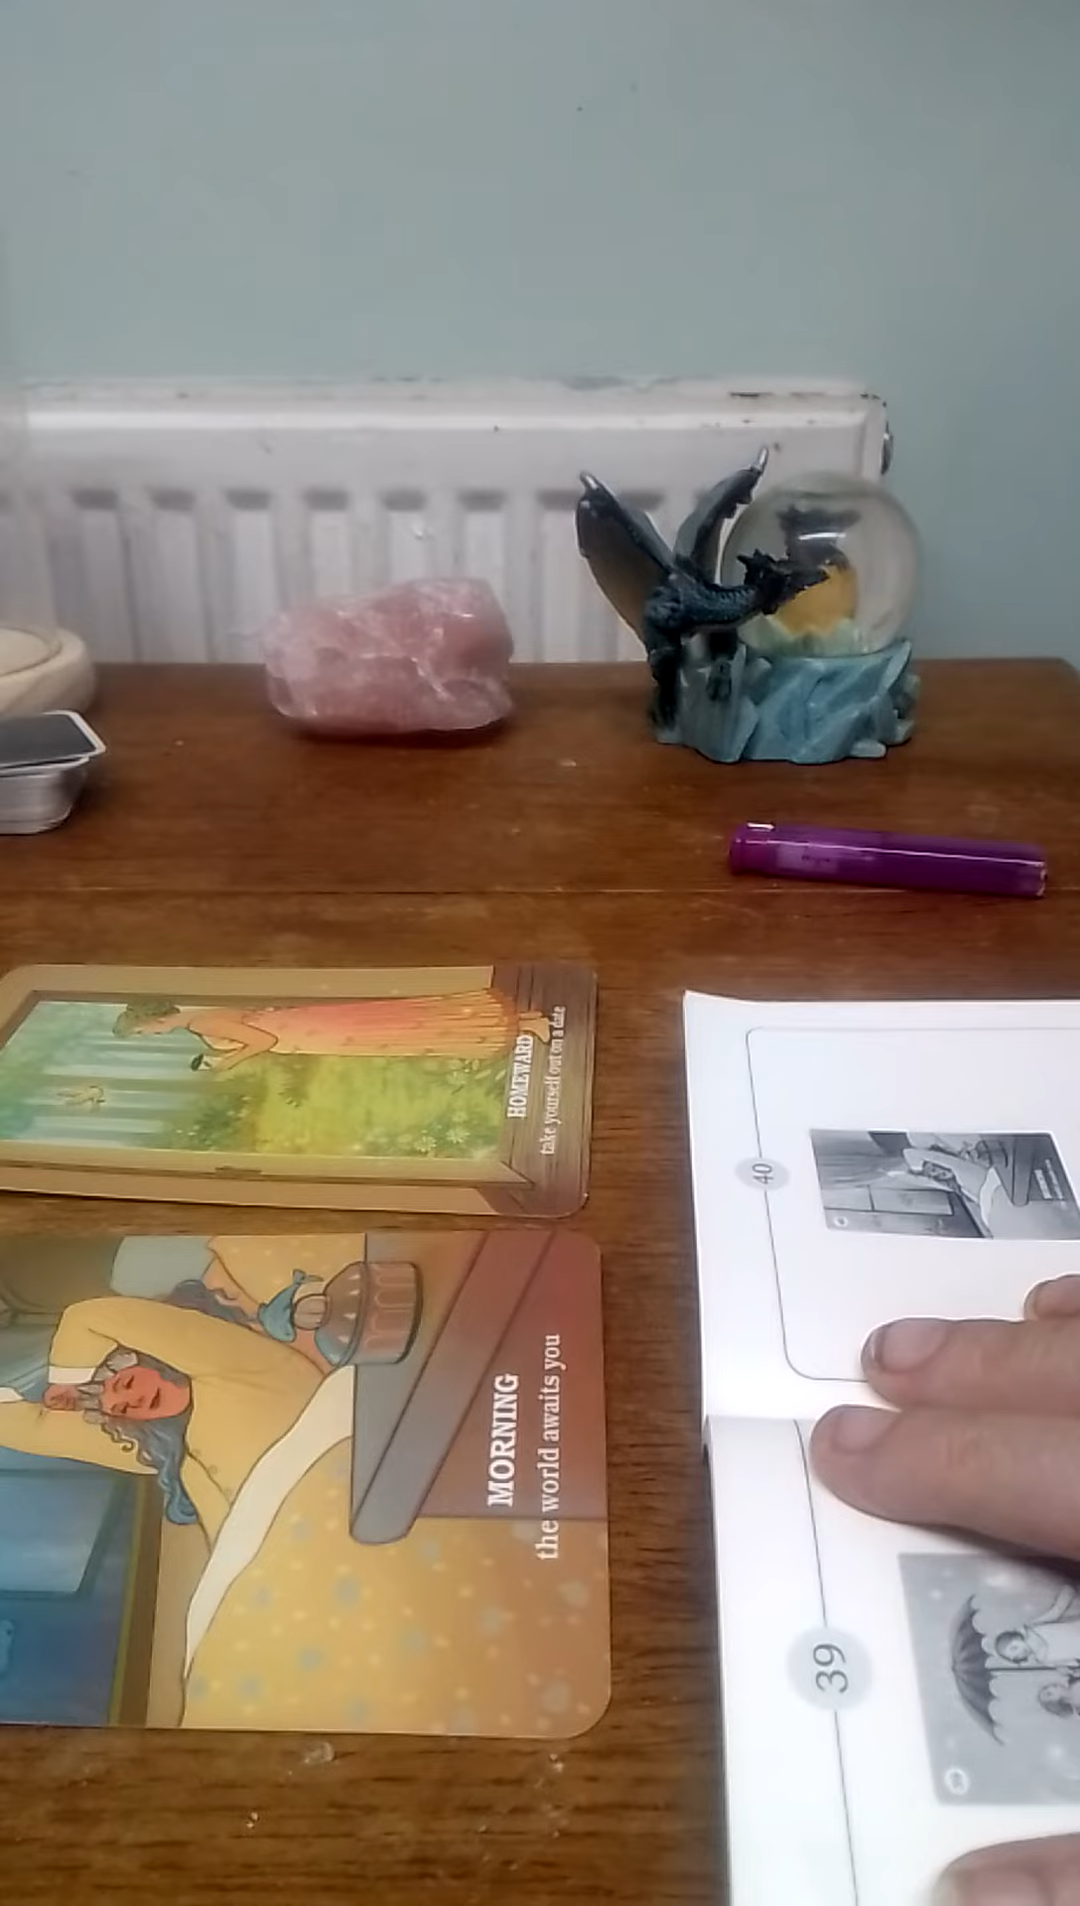 HOMEWARD
take yourself out on a date
MORNING
the world awaits you
40
39